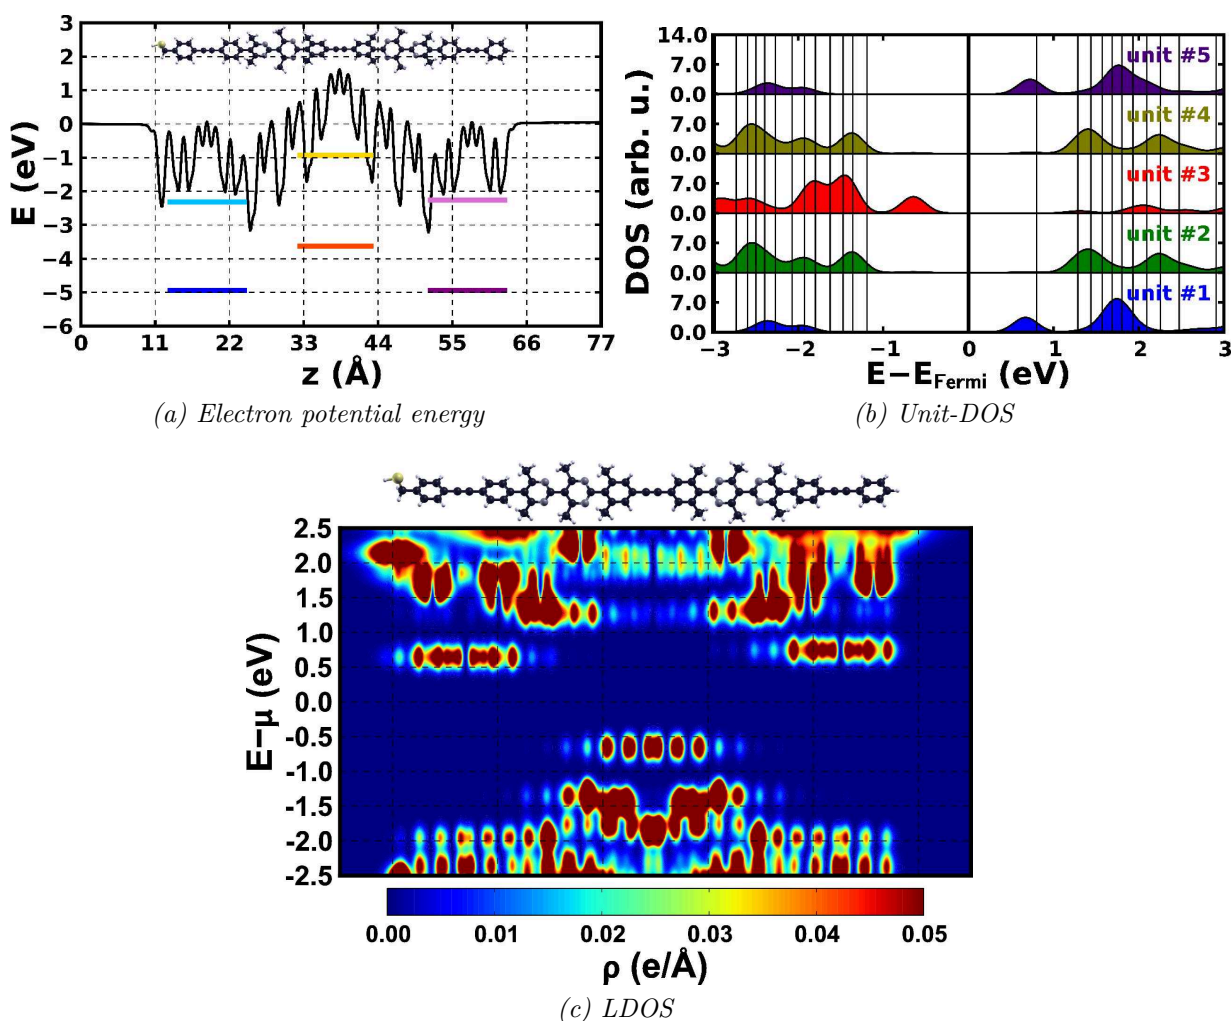 3
2
1
0
−1
−2
−3
−4
−5
−6
E (eV)
0 11 22 33 44 55 66 77
z (Å)
(a) Electron potential energy
14.0
7.0
0.0
7.0
0.0
7.0
0.0
7.0
0.0
7.0
0.0
DOS (arb. u.)
unit #5
unit #4
unit #3
unit #2
unit #1
−3 −2 −1 0 1 2 3
E−E_Fermi (eV)
(b) Unit-DOS
2.5
2.0
1.5
1.0
0.5
0.0
-0.5
-1.0
-1.5
-2.0
-2.5
E−μ (eV)
0.00 0.01 0.02 0.03 0.04 0.05
ρ (e/Å)
(c) LDOS